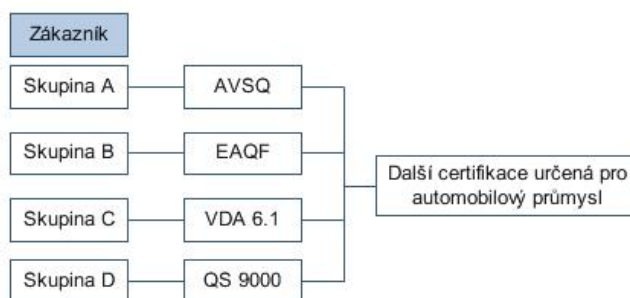 Zákazník
Skupina A
AVSQ
Skupina B
EAQF
Další certifikace určená pro
automobilový průmysl
Skupina C
VDA 6.1
Skupina D
QS 9000